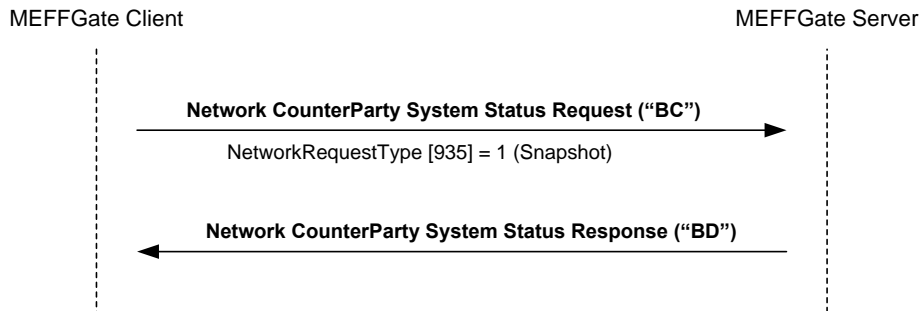 MEFFGate Client
MEFFGate Server
Network CounterParty System Status Request (“BC”)
NetworkRequestType [935] = 1 (Snapshot)
Network CounterParty System Status Response (“BD”)